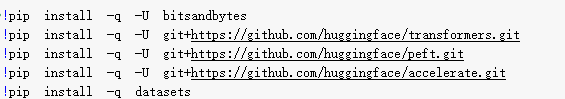 !pip install -q -U bitsandbytes
!pip install -q -U git+https://github.com/huggingface/transformers.git
!pip install -q -U git+https://github.com/huggingface/peft.git
!pip install -q -U git+https://github.com/huggingface/accelerate.git
!pip install -q datasets